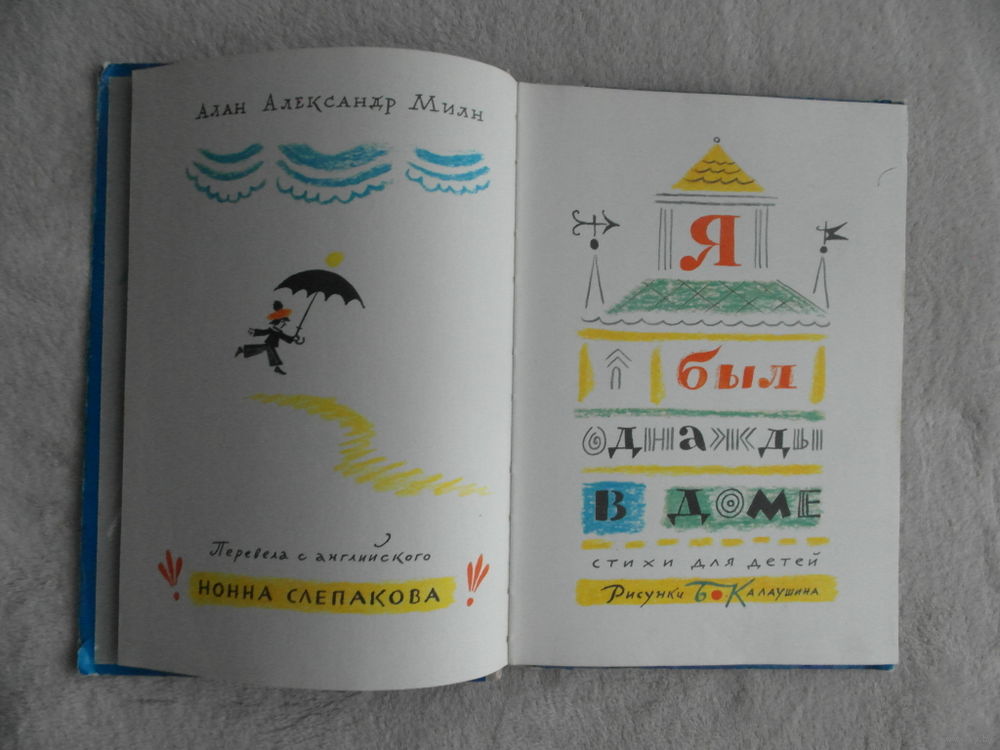 Алан Александр Милн
Перевела с английского
НОННА СЛЕПАКОВА
Я
был
однажды
в доме
стихи для детей
Рисунки Б. Калаушина